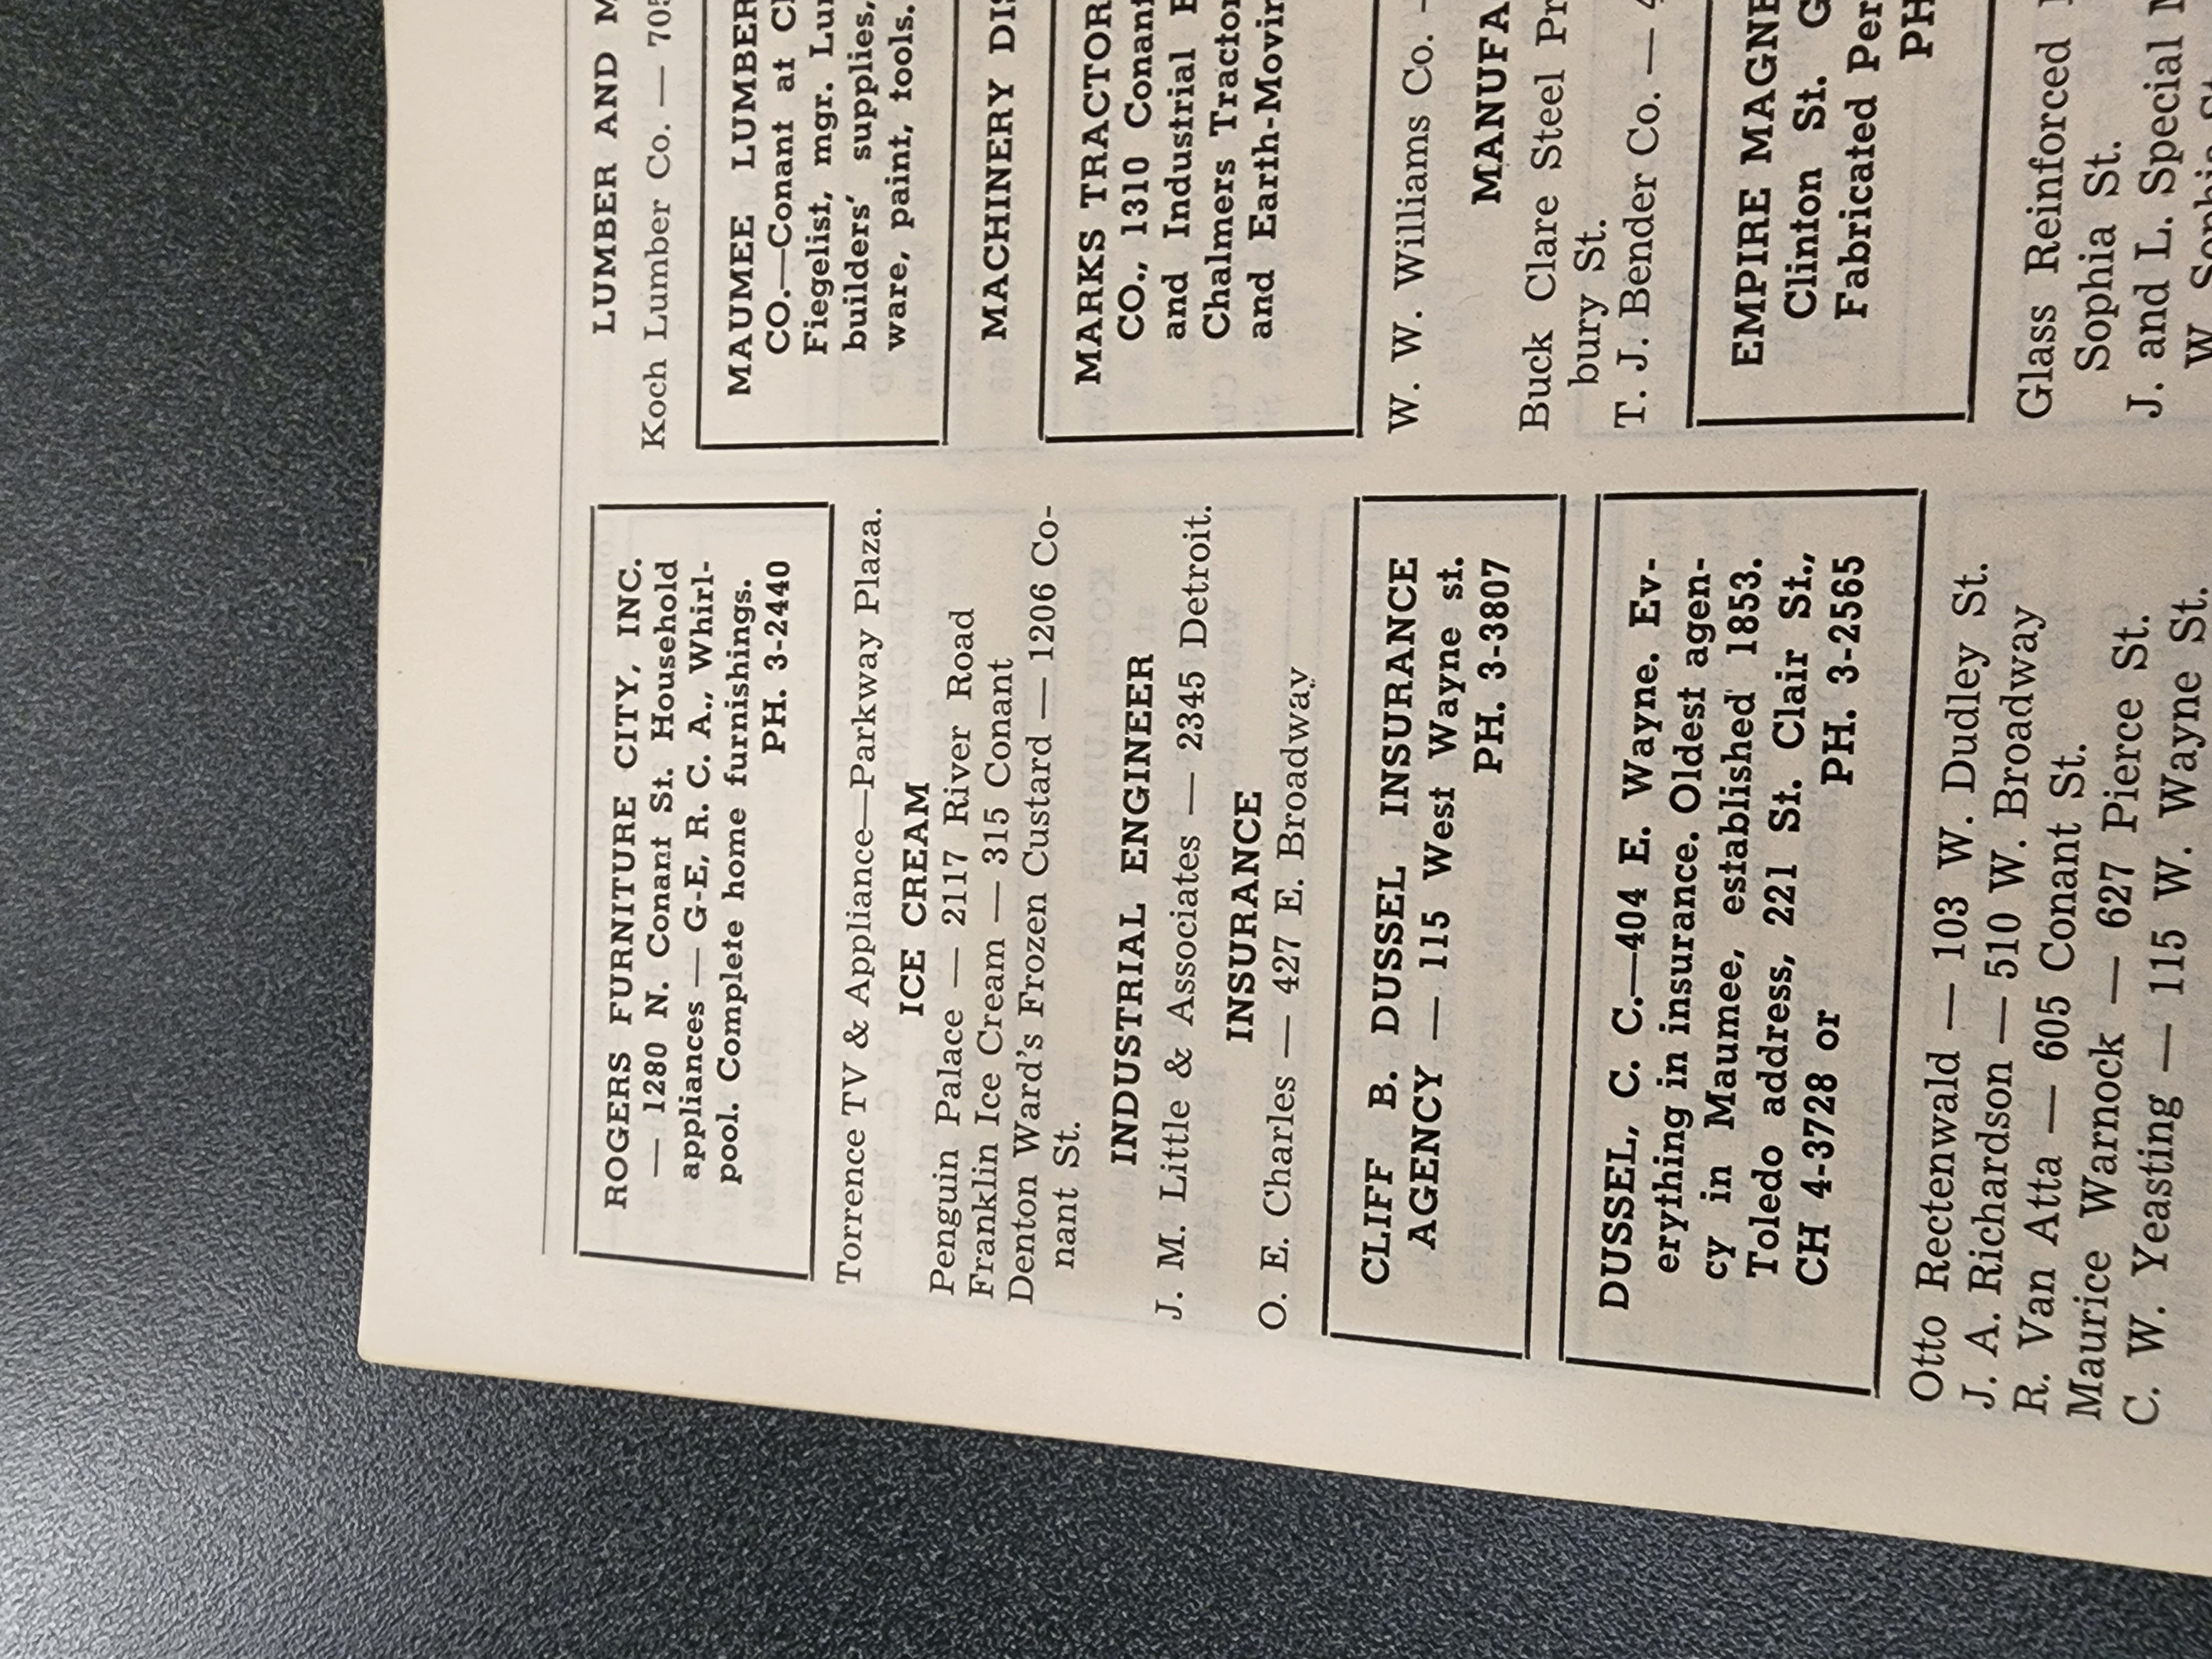 ROGERS FURNITURE CITY, INC.
— 1280 N. Conant St. Household
appliances — G-E, R. C. A., Whirl-
pool. Complete home furnishings.
PH. 3-2440
Torrence TV & Appliance—Parkway Plaza.
ICE CREAM
Penguin Palace — 2117 River Road
Franklin Ice Cream — 315 Conant
Denton Ward's Frozen Custard — 1206 Co-
nant St.
INDUSTRIAL ENGINEER
J. M. Little & Associates — 2345 Detroit.
INSURANCE
O. E. Charles — 427 E. Broadway
CLIFF B. DUSSEL INSURANCE
AGENCY — 115 West Wayne st.
PH. 3-3807
DUSSEL, C. C.—404 E. Wayne. Ev-
erything in insurance. Oldest agen-
cy in Maumee, established 1853.
Toledo address, 221 St. Clair St.,
CH 4-3728 or PH. 3-2565
Otto Rectenwald — 103 W. Dudley St.
J. A. Richardson — 510 W. Broadway
R. Van Atta — 605 Conant St.
Maurice Warnock — 627 Pierce St.
C. W. Yeasting — 115 W. Wayne St.
LUMBER AND
Koch Lumber Co. — 705
MAUMEE LUMBER
CO.—Conant at
Fiegelist, mgr.
builders' supplies,
ware, paint, tools.
MACHINERY
MARKS TRACTOR
CO., 1310 Conant
and Industrial
Chalmers Tractor
and Earth-Moving
W. W. Williams Co. —
Buck Clare Steel
bury St.
T. J. Bender Co. —
EMPIRE
Clinton St.
Fabricated
PH
Glass Reinforced
Sophia St.
J. and L. Special
W. Sophia St.